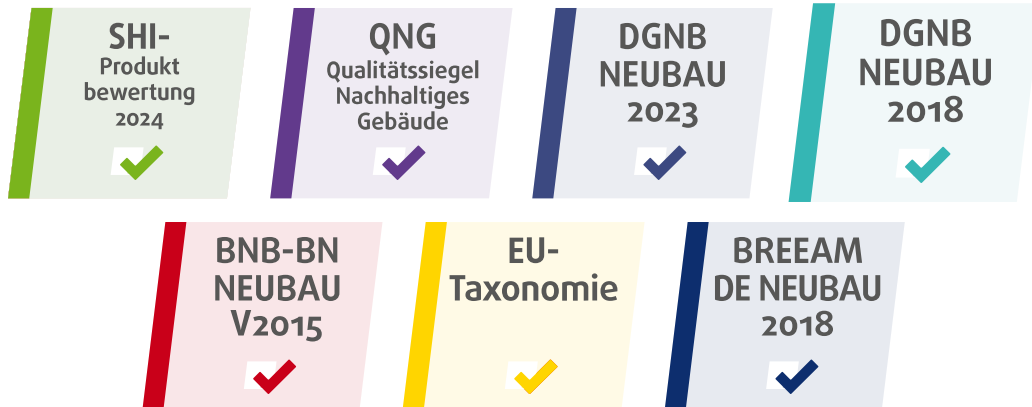 SHI-
Produkt
bewertung
2024
QNG
Qualitätssiegel
Nachhaltiges
Gebäude
DGNB
NEUBAU
2023
DGNB
NEUBAU
2018
BNB-BN
NEUBAU
V2015
EU-
Taxonomie
BREEAM
DE NEUBAU
2018